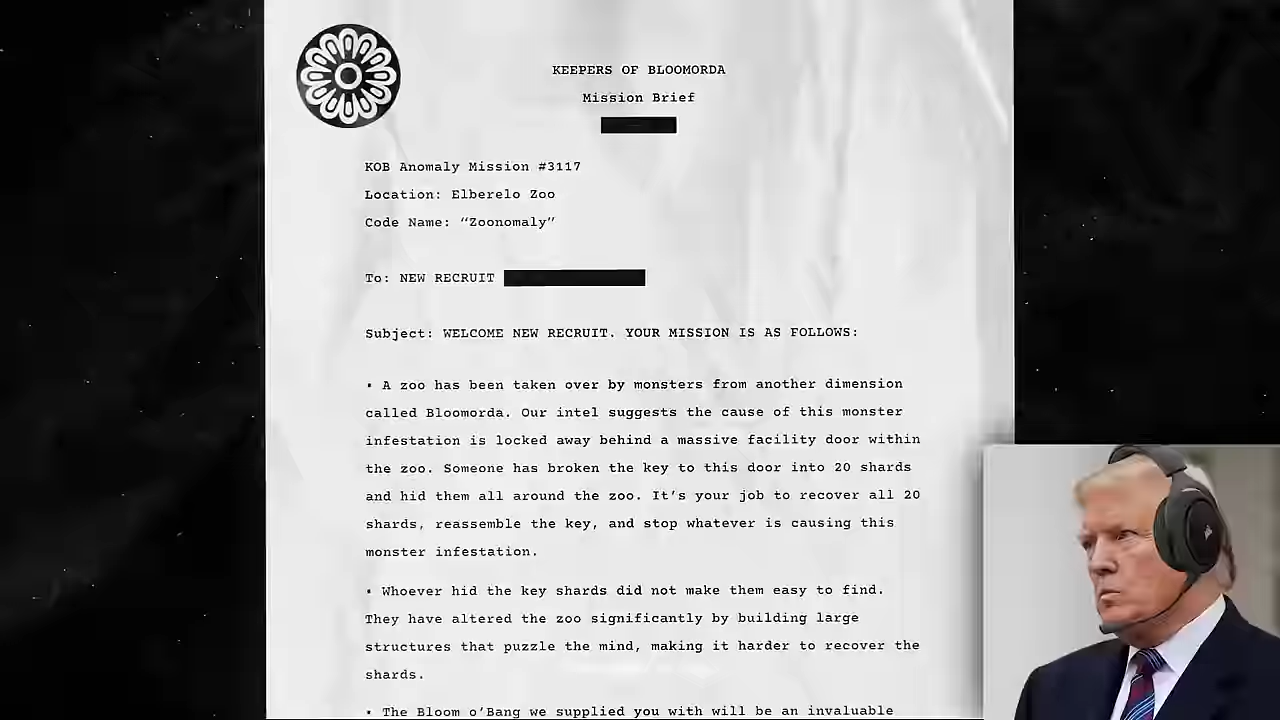 KEEPERS OF BLOOMORDA
Mission Brief
KOB Anomaly Mission #3117
Location: Elberelo Zoo
Code Name: “Zoonomaly”
To: NEW RECRUIT
Subject: WELCOME NEW RECRUIT. YOUR MISSION IS AS FOLLOWS:
▪ A zoo has been taken over by monsters from another dimension
called Bloomorda. Our intel suggests the cause of this monster
infestation is locked away behind a massive facility door within
the zoo. Someone has broken the key to this door into 20 shards
and hid them all around the zoo. It’s your job to recover all 20
shards, reassemble the key, and stop whatever is causing this
monster infestation.
▪ Whoever hid the key shards did not make them easy to find.
They have altered the zoo significantly by building large
structures that puzzle the mind, making it harder to recover the
shards.
▪ The Bloom o’Bang we supplied you with will be an invaluable